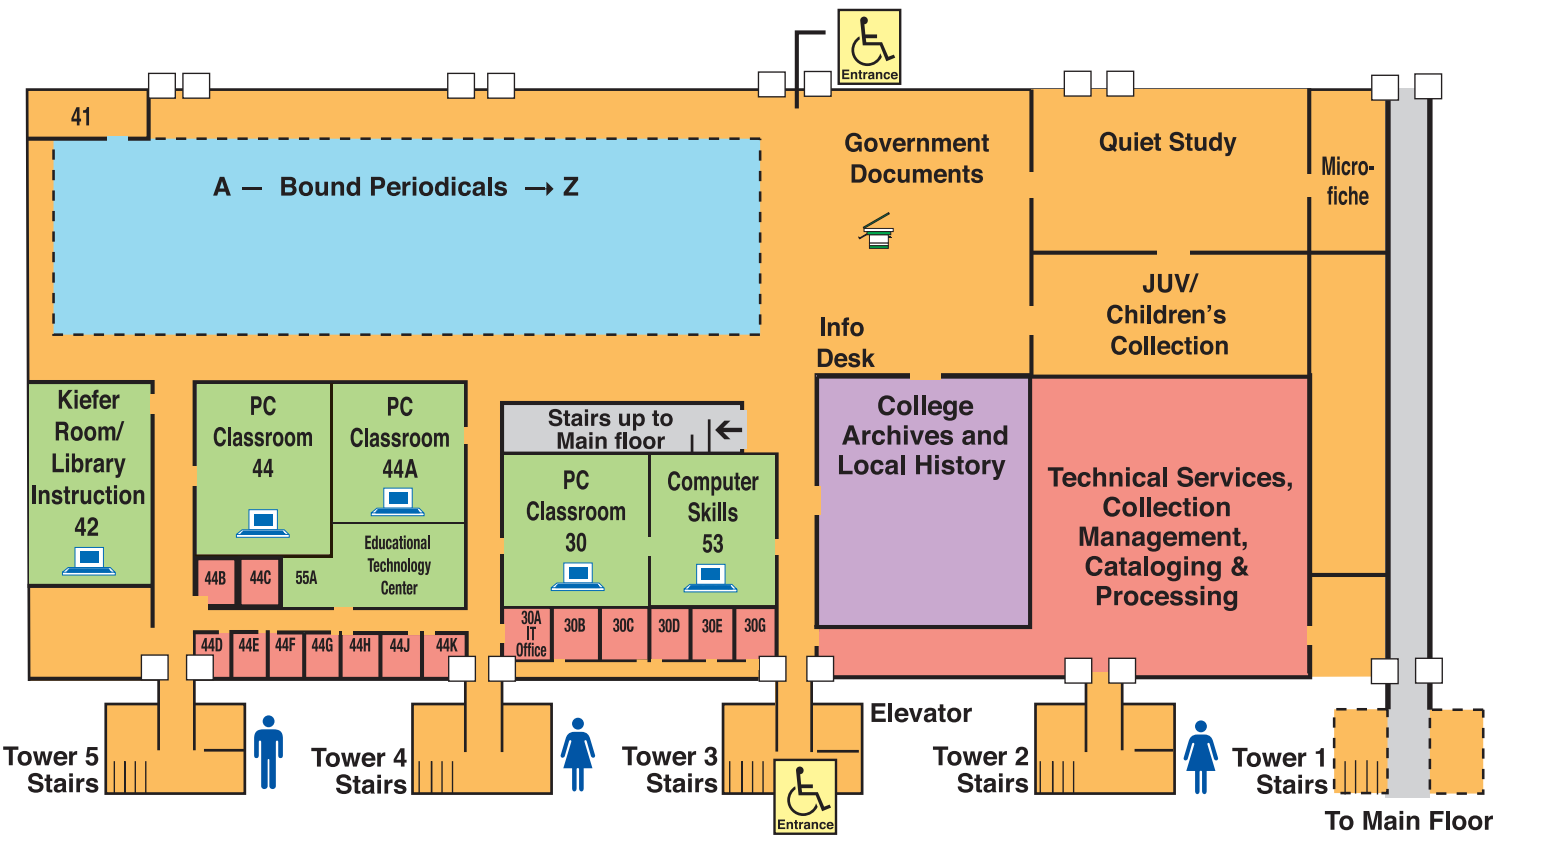 Entrance
41
Government
Documents
Quiet Study
Micro-
fiche
A — Bound Periodicals → Z
JUV/
Children's
Collection
Info
Desk
Kiefer
Room/
Library
Instruction
42
PC
Classroom
44
PC
Classroom
44A
Stairs up to
Main floor
PC
Classroom
30
Computer
Skills
53
College
Archives and
Local History
Technical Services,
Collection
Management,
Cataloging &
Processing
44B
44C
55A
Educational
Technology
Center
44D
44E
44F
44G
44H
44J
44K
30A
IT
Office
30B
30C
30D
30E
30G
Tower 5
Stairs
Tower 4
Stairs
Tower 3
Stairs
Elevator
Entrance
Tower 2
Stairs
Tower 1
Stairs
To Main Floor